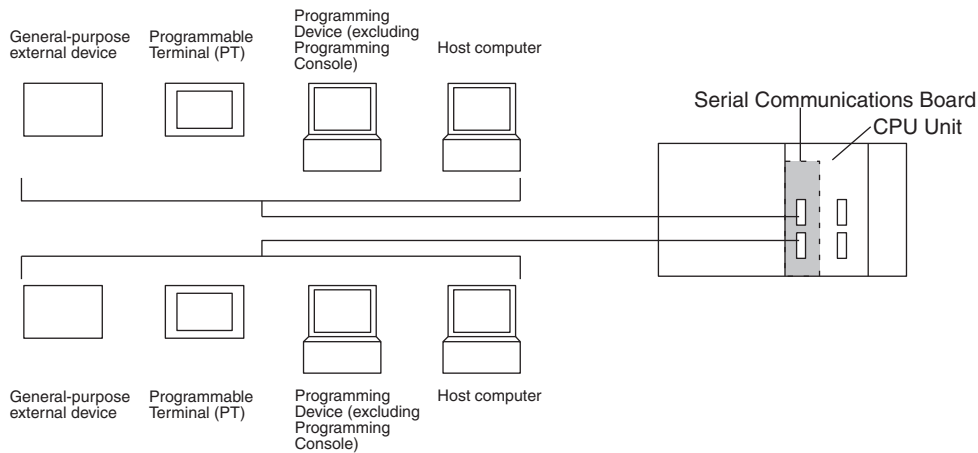 General-purpose
external device
Programmable
Terminal (PT)
Programming
Device (excluding
Programming
Console)
Host computer
Serial Communications Board
CPU Unit
General-purpose
external device
Programmable
Terminal (PT)
Programming
Device (excluding
Programming
Console)
Host computer